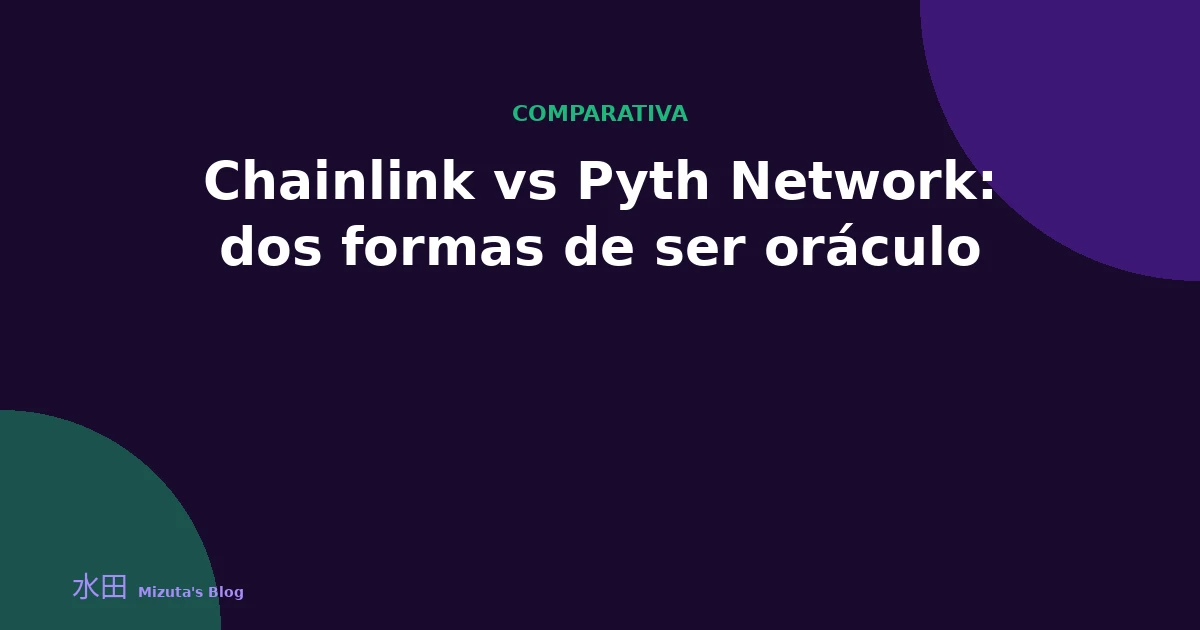 COMPARATIVA
Chainlink vs Pyth Network:
dos formas de ser oráculo
水田 Mizuta's Blog